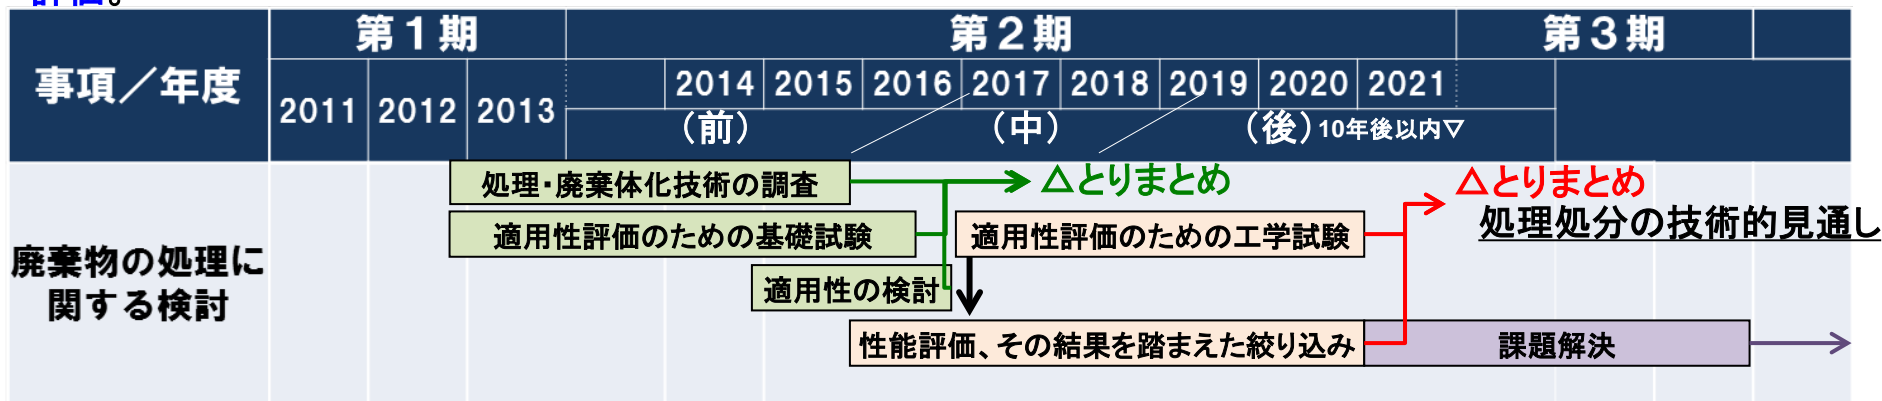 評価。
第1期
第2期
第3期
事項／年度
2011
2012
2013
2014
2015
2016
2017
2018
2019
2020
2021
（前）
（中）
（後）10年後以内▽
廃棄物の処理に
関する検討
処理・廃棄体化技術の調査
△とりまとめ
△とりまとめ
処理処分の技術的見通し
適用性評価のための基礎試験
適用性評価のための工学試験
適用性の検討
性能評価、その結果を踏まえた絞り込み
課題解決